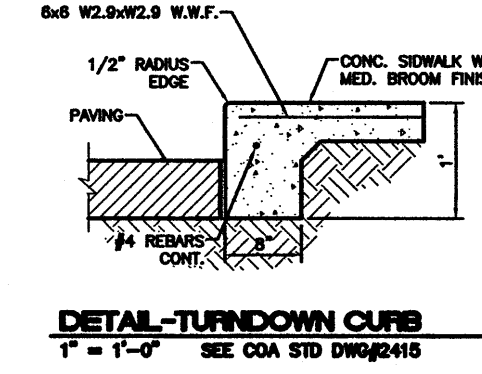 6x6 W2.9xW2.9 W.W.F.
1/2" RADIUS
EDGE
CONC. SIDWALK W
MED. BROOM FINIS
PAVING
1'
#4 REBARS
CONT.
8"
DETAIL-TURNDOWN CURB
1" = 1'-0" SEE COA STD DWG#2415